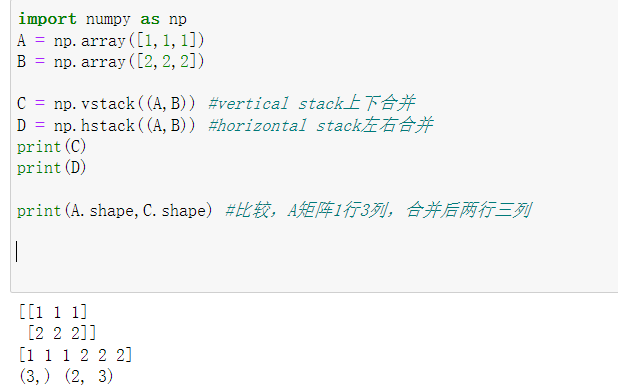 import numpy as np
A = np.array([1,1,1])
B = np.array([2,2,2])
C = np.vstack((A,B)) #vertical stack上下合并
D = np.hstack((A,B)) #horizontal stack左右合并
print(C)
print(D)
print(A.shape,C.shape) #比较，A矩阵1行3列，合并后两行三列
[[1 1 1]
 [2 2 2]]
[1 1 1 2 2 2]
(3,) (2, 3)